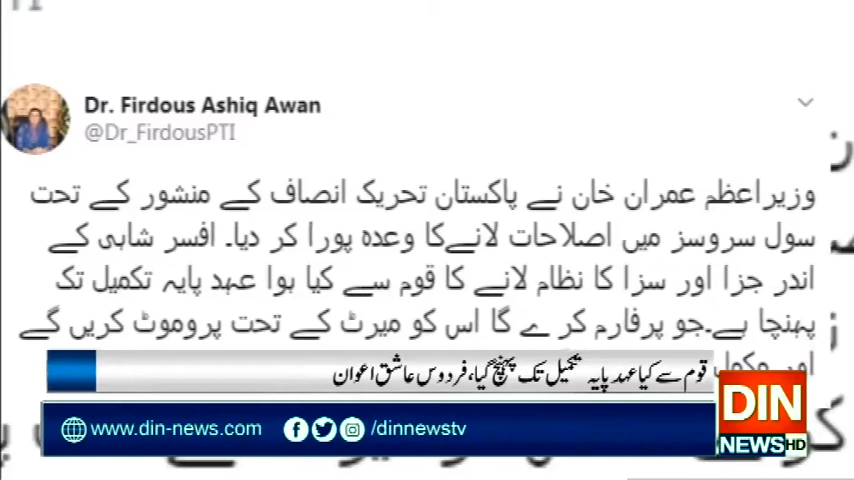 Dr. Firdous Ashiq Awan
@Dr_FirdousPTI
وزیراعظم عمران خان نے پاکستان تحریک انصاف کے منشور کے تحت
سول سروسز میں اصلاحات لانےکا وعدہ پورا کر دیا۔ افسر شاہی کے
اندر جزا اور سزا کا نظام لانے کا قوم سے کیا ہوا عہد پایہ تکمیل تک
پہنچا ہے۔جو پرفارم کرے گا اس کو میرٹ کے تحت پروموٹ کریں گے
اور
قوم سے کیا عہد پایہ تکمیل تک پہنچ گیا، فردوس عاشق اعوان
www.din-news.com /dinnewstv
DIN
NEWS HD